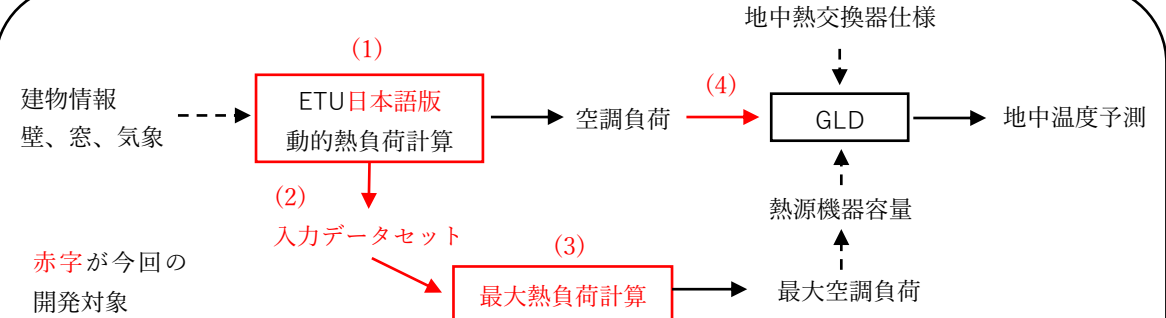 地中熱交換器仕様
(1)
(4)
建物情報
壁、窓、気象
ETU日本語版
動的熱負荷計算
空調負荷
GLD
地中温度予測
(2)
入力データセット
熱源機器容量
(3)
赤字が今回の
開発対象
最大熱負荷計算
最大空調負荷